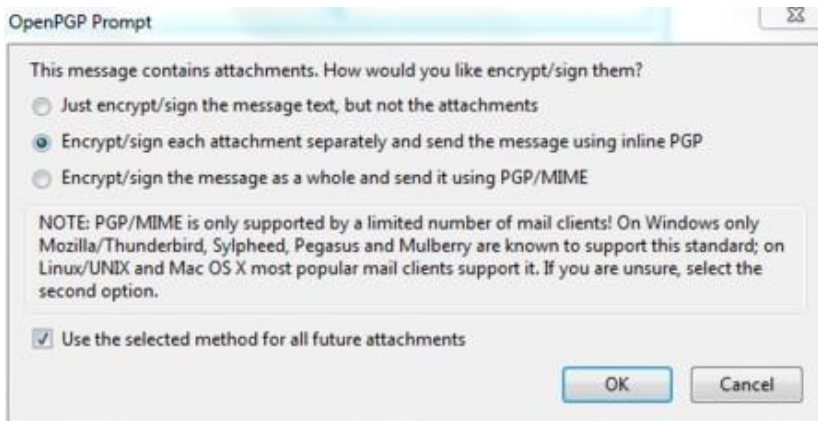 OpenPGP Prompt
This message contains attachments. How would you like encrypt/sign them?
Just encrypt/sign the message text, but not the attachments
Encrypt/sign each attachment separately and send the message using inline PGP
Encrypt/sign the message as a whole and send it using PGP/MIME
NOTE: PGP/MIME is only supported by a limited number of mail clients! On Windows only
Mozilla/Thunderbird, Sylpheed, Pegasus and Mulberry are known to support this standard; on
Linux/UNIX and Mac OS X most popular mail clients support it. If you are unsure, select the
second option.
Use the selected method for all future attachments
OK
Cancel